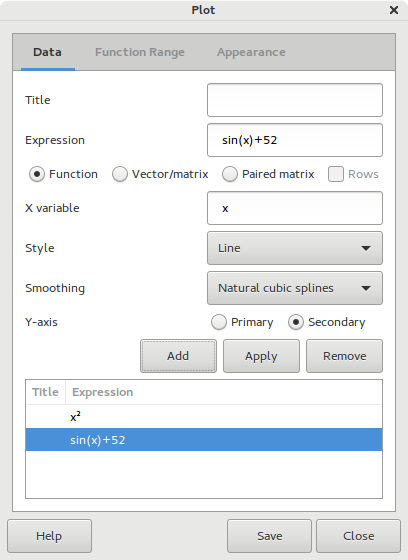 Plot
Data Function Range Appearance
Title
Expression sin(x)+52
Function Vector/matrix Paired matrix Rows
X variable x
Style Line
Smoothing Natural cubic splines
Y-axis Primary Secondary
Add Apply Remove
Title Expression
x²
sin(x)+52
Help Save Close